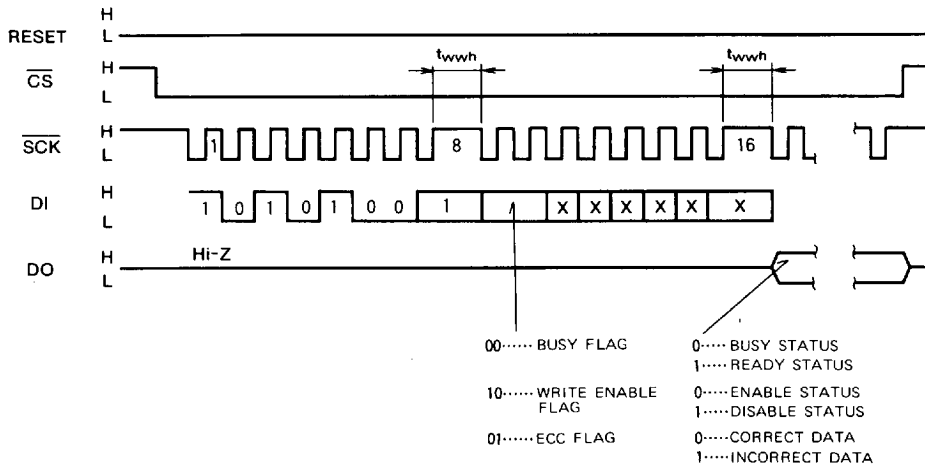 H
RESET L
twwh twwh
CS H
L
SCK H 1 8 16
L
DI H
1 0 1 0 1 0 0 1 X X X X X X
L
DO H Hi-Z
L
00······ BUSY FLAG
10······ WRITE ENABLE
FLAG
01······ ECC FLAG
0····· BUSY STATUS
1····· READY STATUS
0····· ENABLE STATUS
1····· DISABLE STATUS
0····· CORRECT DATA
1····· INCORRECT DATA